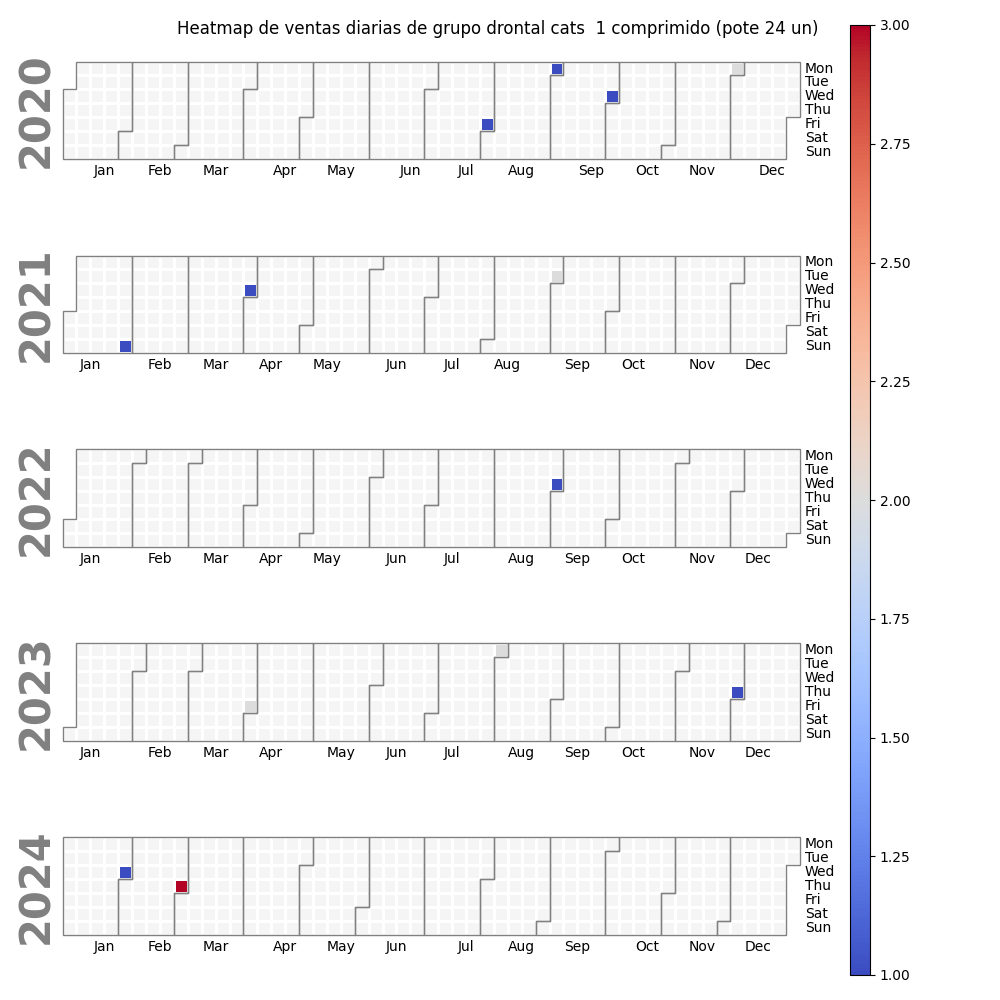 Heatmap de ventas diarias de grupo drontal cats  1 comprimido (pote 24 un)
2020
Mon
Tue
Wed
Thu
Fri
Sat
Sun
Jan Feb Mar Apr May Jun Jul Aug Sep Oct Nov Dec
2021
Mon
Tue
Wed
Thu
Fri
Sat
Sun
Jan Feb Mar Apr May Jun Jul Aug Sep Oct Nov Dec
2022
Mon
Tue
Wed
Thu
Fri
Sat
Sun
Jan Feb Mar Apr May Jun Jul Aug Sep Oct Nov Dec
2023
Mon
Tue
Wed
Thu
Fri
Sat
Sun
Jan Feb Mar Apr May Jun Jul Aug Sep Oct Nov Dec
2024
Mon
Tue
Wed
Thu
Fri
Sat
Sun
Jan Feb Mar Apr May Jun Jul Aug Sep Oct Nov Dec
3.00
2.75
2.50
2.25
2.00
1.75
1.50
1.25
1.00